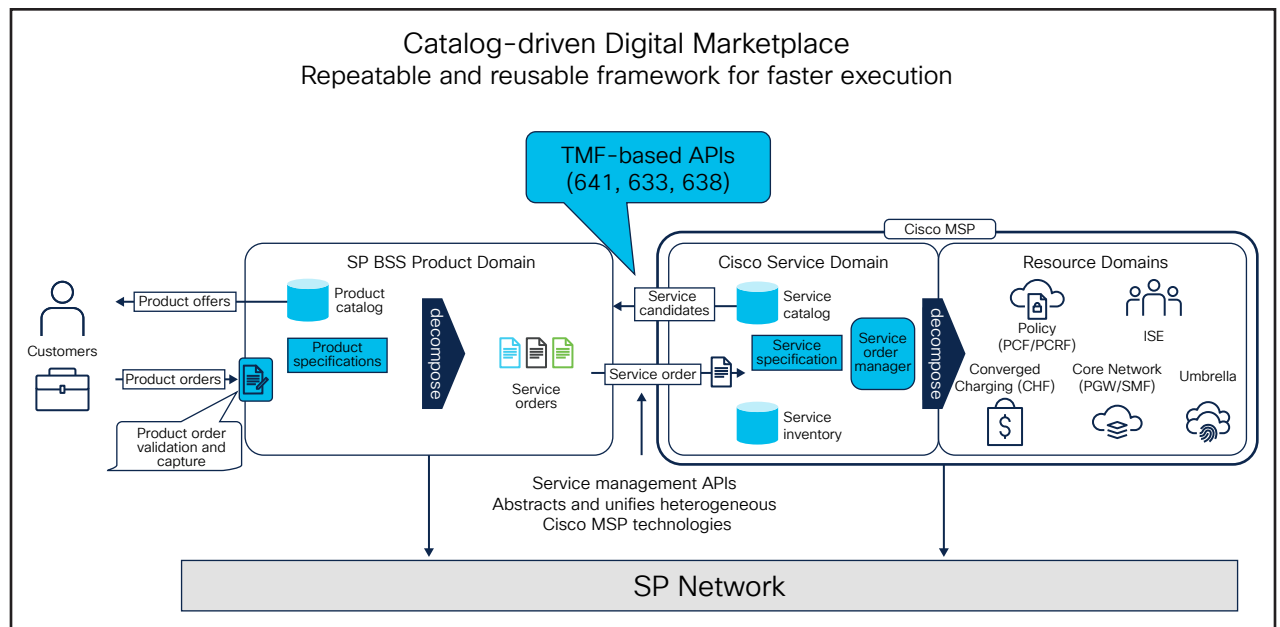 Catalog-driven Digital Marketplace
Repeatable and reusable framework for faster execution
TMF-based APIs
(641, 633, 638)
Cisco MSP
SP BSS Product Domain
Cisco Service Domain
Resource Domains
Customers
Product offers
Product orders
Product order
validation and
capture
Product
catalog
Product
specifications
decompose
Service
orders
Service
candidates
Service order
Service
catalog
Service
specification
Service
order
manager
Service
inventory
decompose
Policy
(PCF/PCRF)
ISE
Converged
Charging (CHF)
$
Core Network
(PGW/SMF)
Umbrella
Service management APIs
Abstracts and unifies heterogeneous
Cisco MSP technologies
SP Network